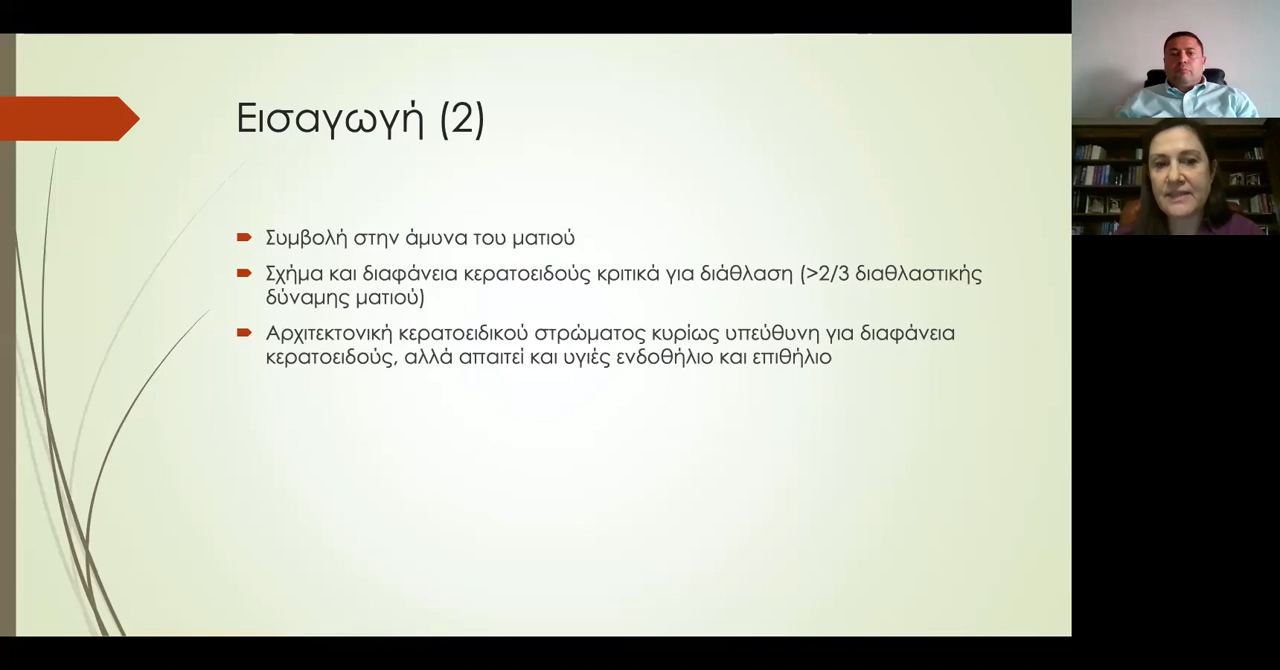 Εισαγωγή (2)
Συμβολή στην άμυνα του ματιού
Σχήμα και διαφάνεια κερατοειδούς κριτικά για διάθλαση (>2/3 διαθλαστικής
δύναμης ματιού)
Αρχιτεκτονική κερατοειδικού στρώματος κυρίως υπεύθυνη για διαφάνεια
κερατοειδούς, αλλά απαιτεί και υγιές ενδοθήλιο και επιθήλιο